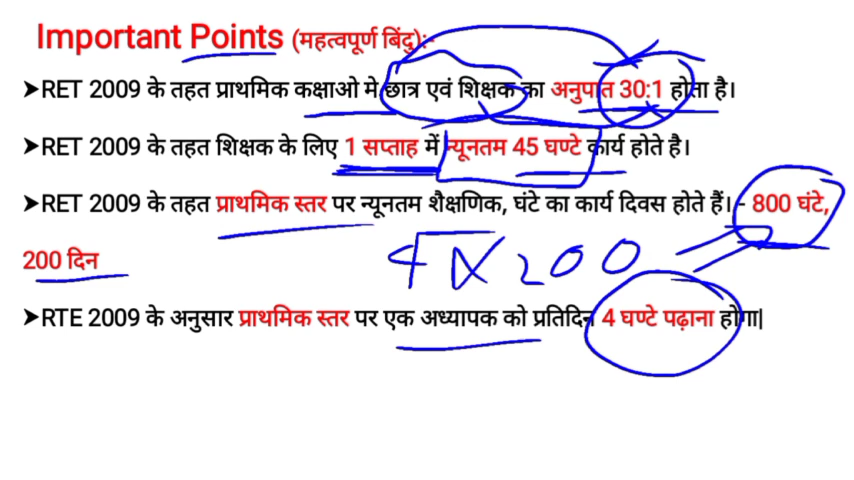 Important Points (महत्वपूर्ण बिंदु):-
➤RET 2009 के तहत प्राथमिक कक्षाओ मे छात्र एवं शिक्षक का अनुपात 30:1 होता है।
➤RET 2009 के तहत शिक्षक के लिए 1 सप्ताह में न्यूनतम 45 घण्टे कार्य होते है।
➤RET 2009 के तहत प्राथमिक स्तर पर न्यूनतम शैक्षणिक, घंटे का कार्य दिवस होते हैं। - 800 घंटे,
200 दिन
4 × 200
➤RTE 2009 के अनुसार प्राथमिक स्तर पर एक अध्यापक को प्रतिदिन 4 घण्टे पढ़ाना होगा|